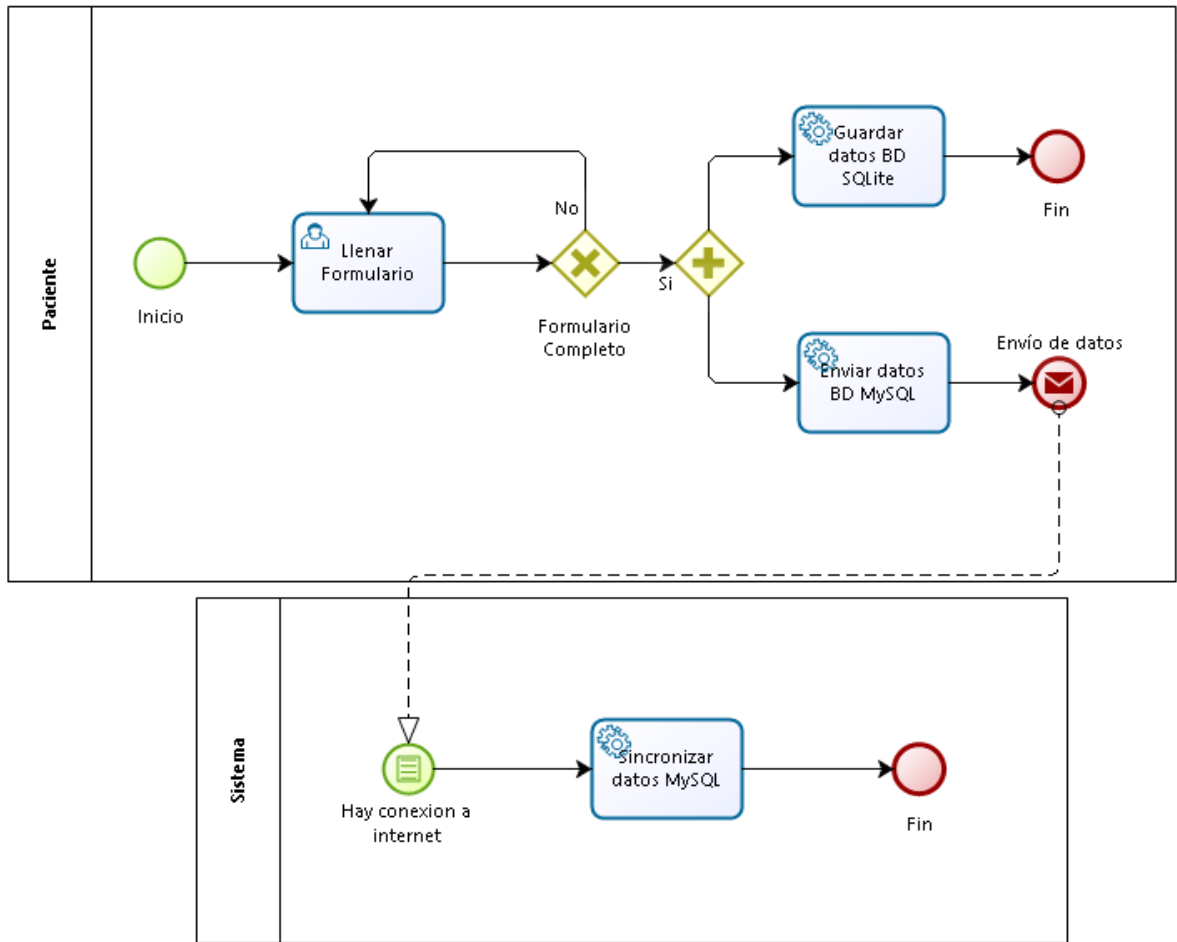 Paciente
Inicio
Llenar
Formulario
No
Formulario
Completo
Si
Guardar
datos BD
SQLite
Fin
Enviar datos
BD MySQL
Envío de datos
Sistema
Hay conexion a
internet
Sincronizar
datos MySQL
Fin